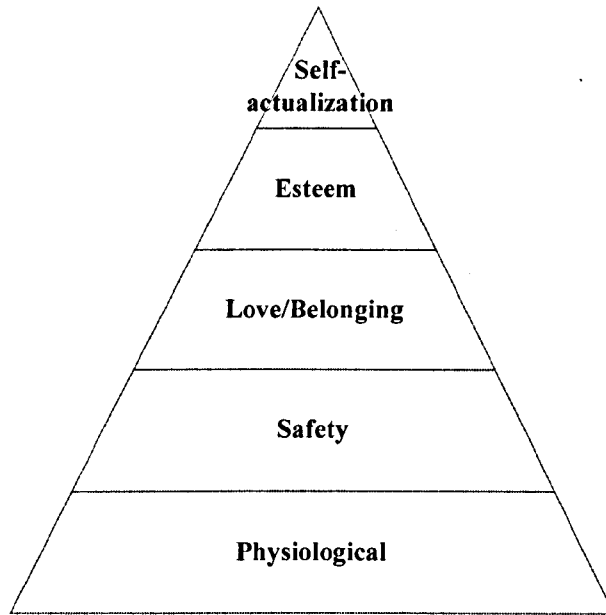 Self-
actualization
Esteem
Love/Belonging
Safety
Physiological